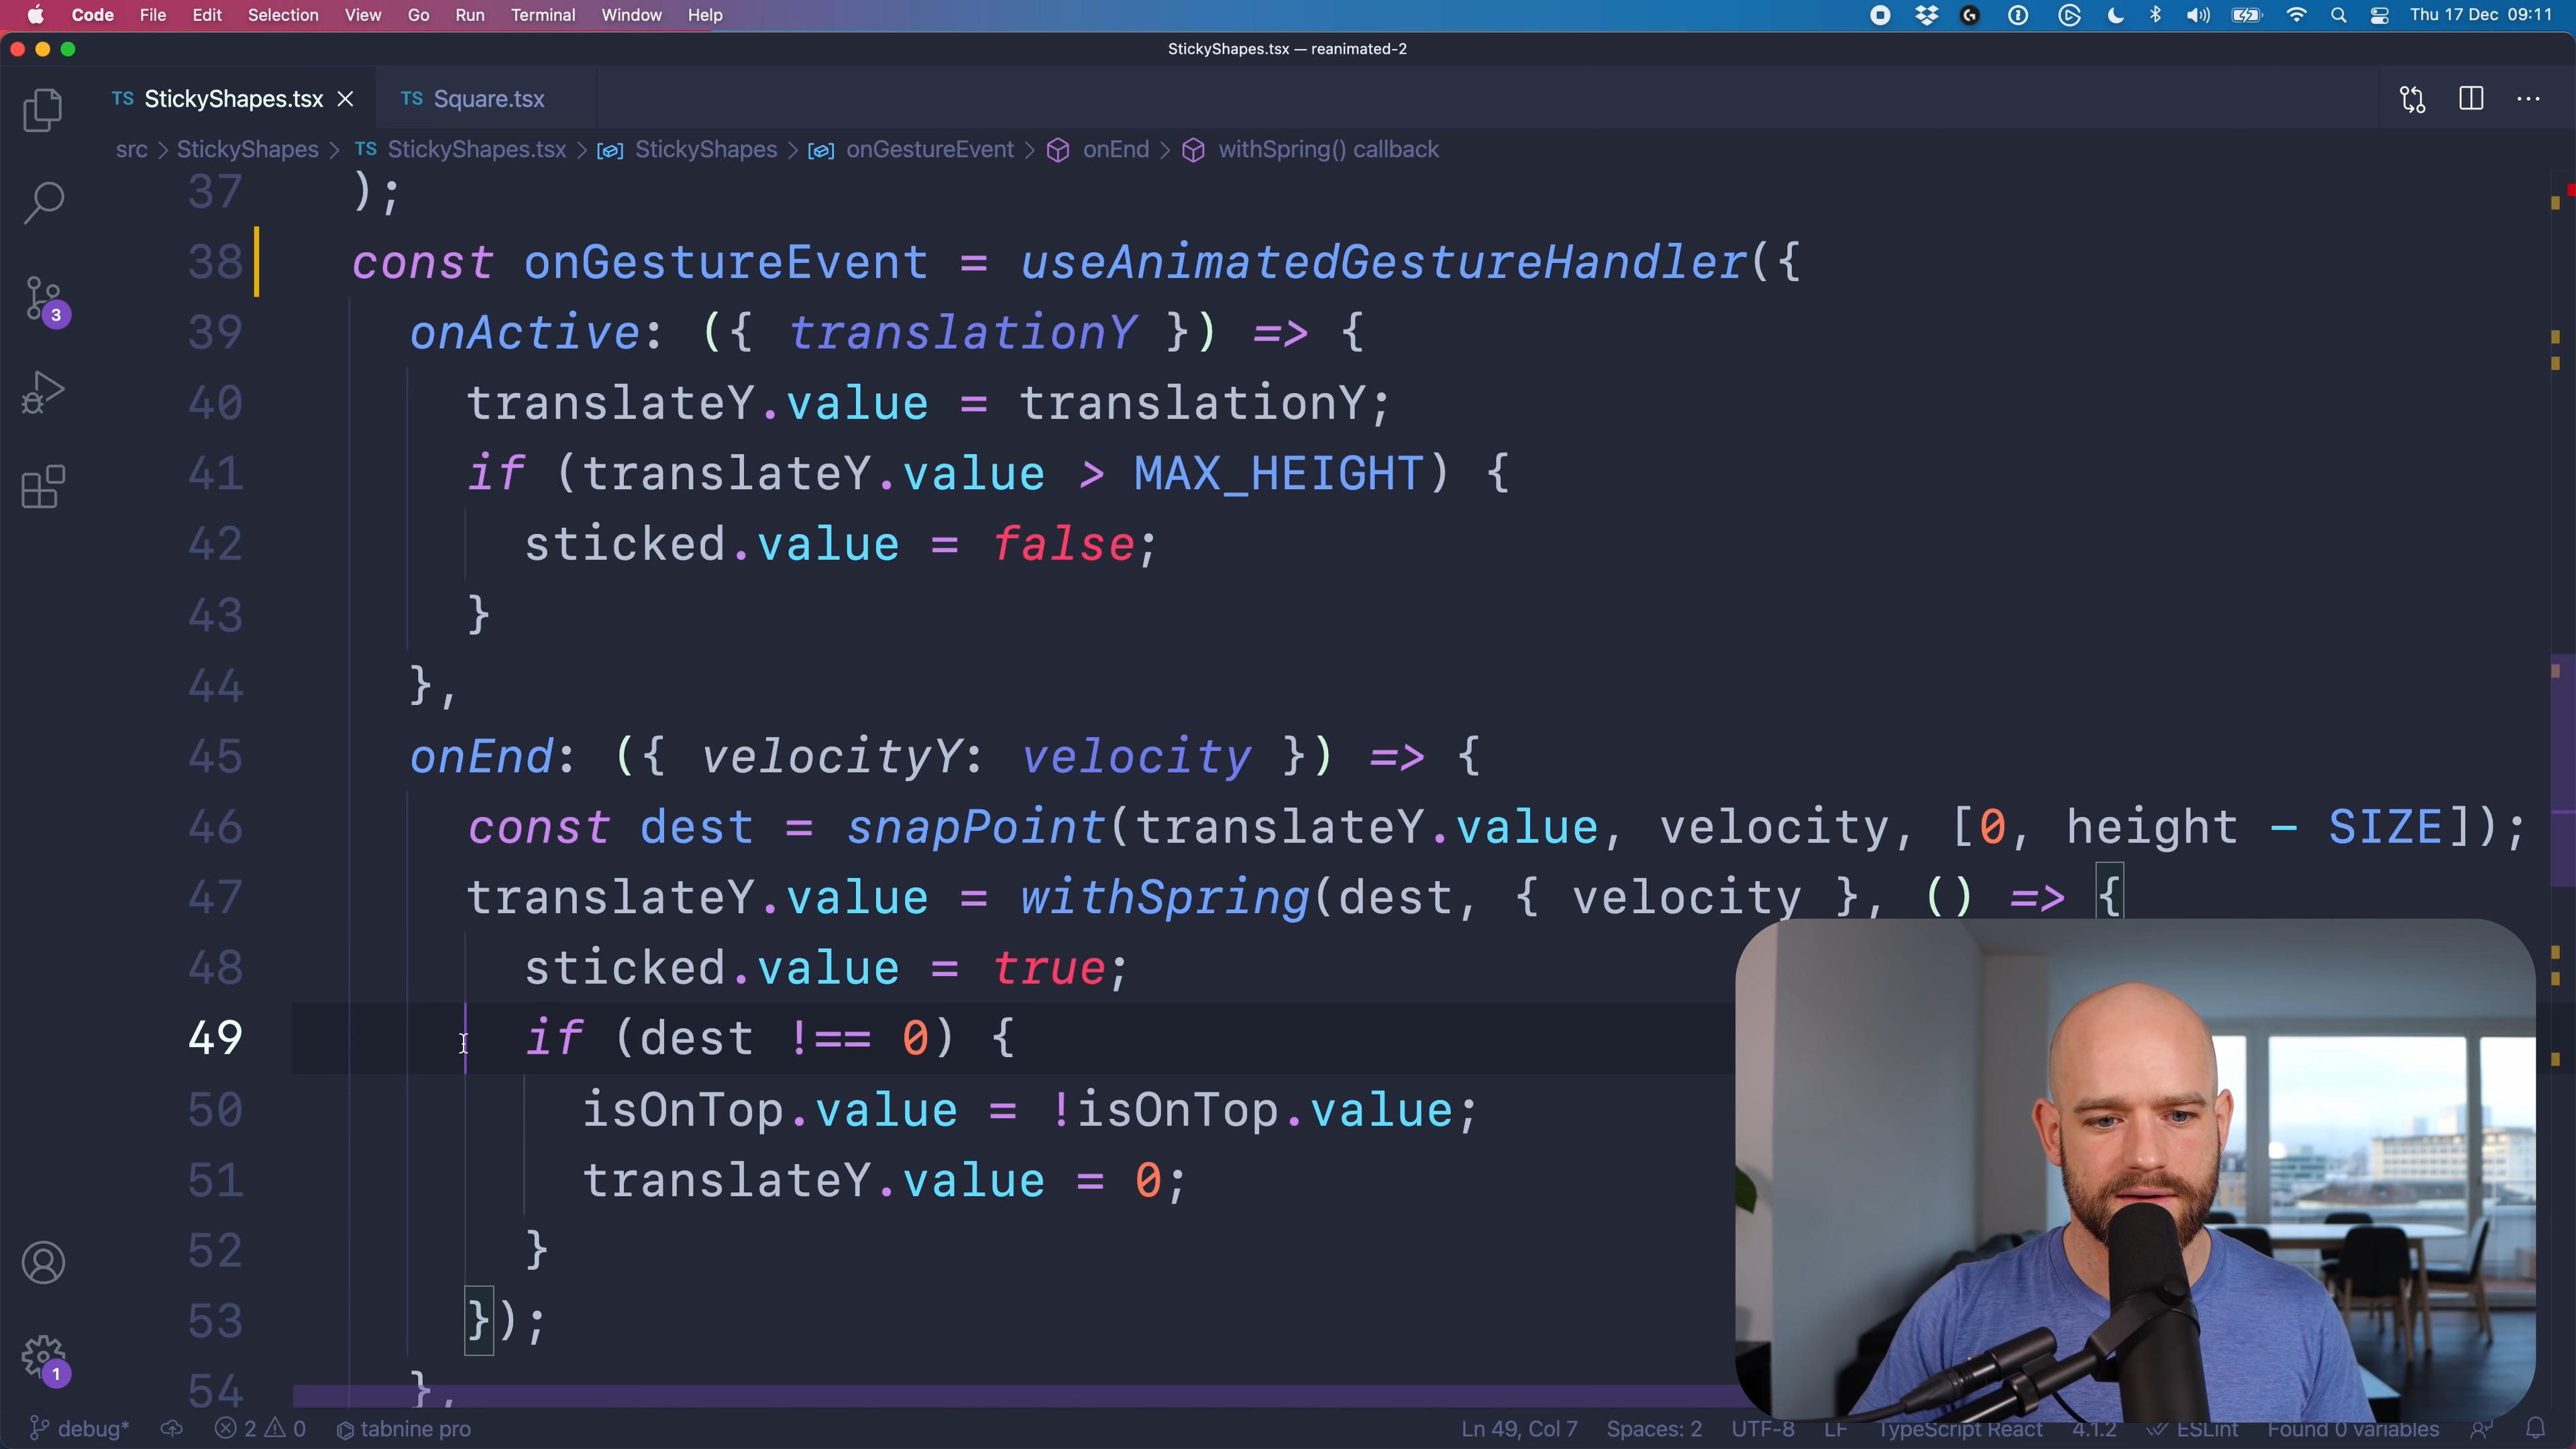 Code File Edit Selection View Go Run Terminal Window Help Thu 17 Dec 09:11
StickyShapes.tsx — reanimated-2
TS StickyShapes.tsx TS Square.tsx
src > StickyShapes > TS StickyShapes.tsx > StickyShapes > onGestureEvent > onEnd > withSpring() callback
37 );
38 const onGestureEvent = useAnimatedGestureHandler({
39 onActive: ({ translationY }) => {
40 translateY.value = translationY;
41 if (translateY.value > MAX_HEIGHT) {
42 sticked.value = false;
43 }
44 },
45 onEnd: ({ velocityY: velocity }) => {
46 const dest = snapPoint(translateY.value, velocity, [0, height - SIZE]);
47 translateY.value = withSpring(dest, { velocity }, () => {
48 sticked.value = true;
49 if (dest !== 0) {
50 isOnTop.value = !isOnTop.value;
51 translateY.value = 0;
52 }
53 });
54 },
3
1
debug* 2 0 tabnine pro Ln 49, Col 7 Spaces: 2 UTF-8 LF TypeScript React 4.1.2 ESLint Found 0 variables